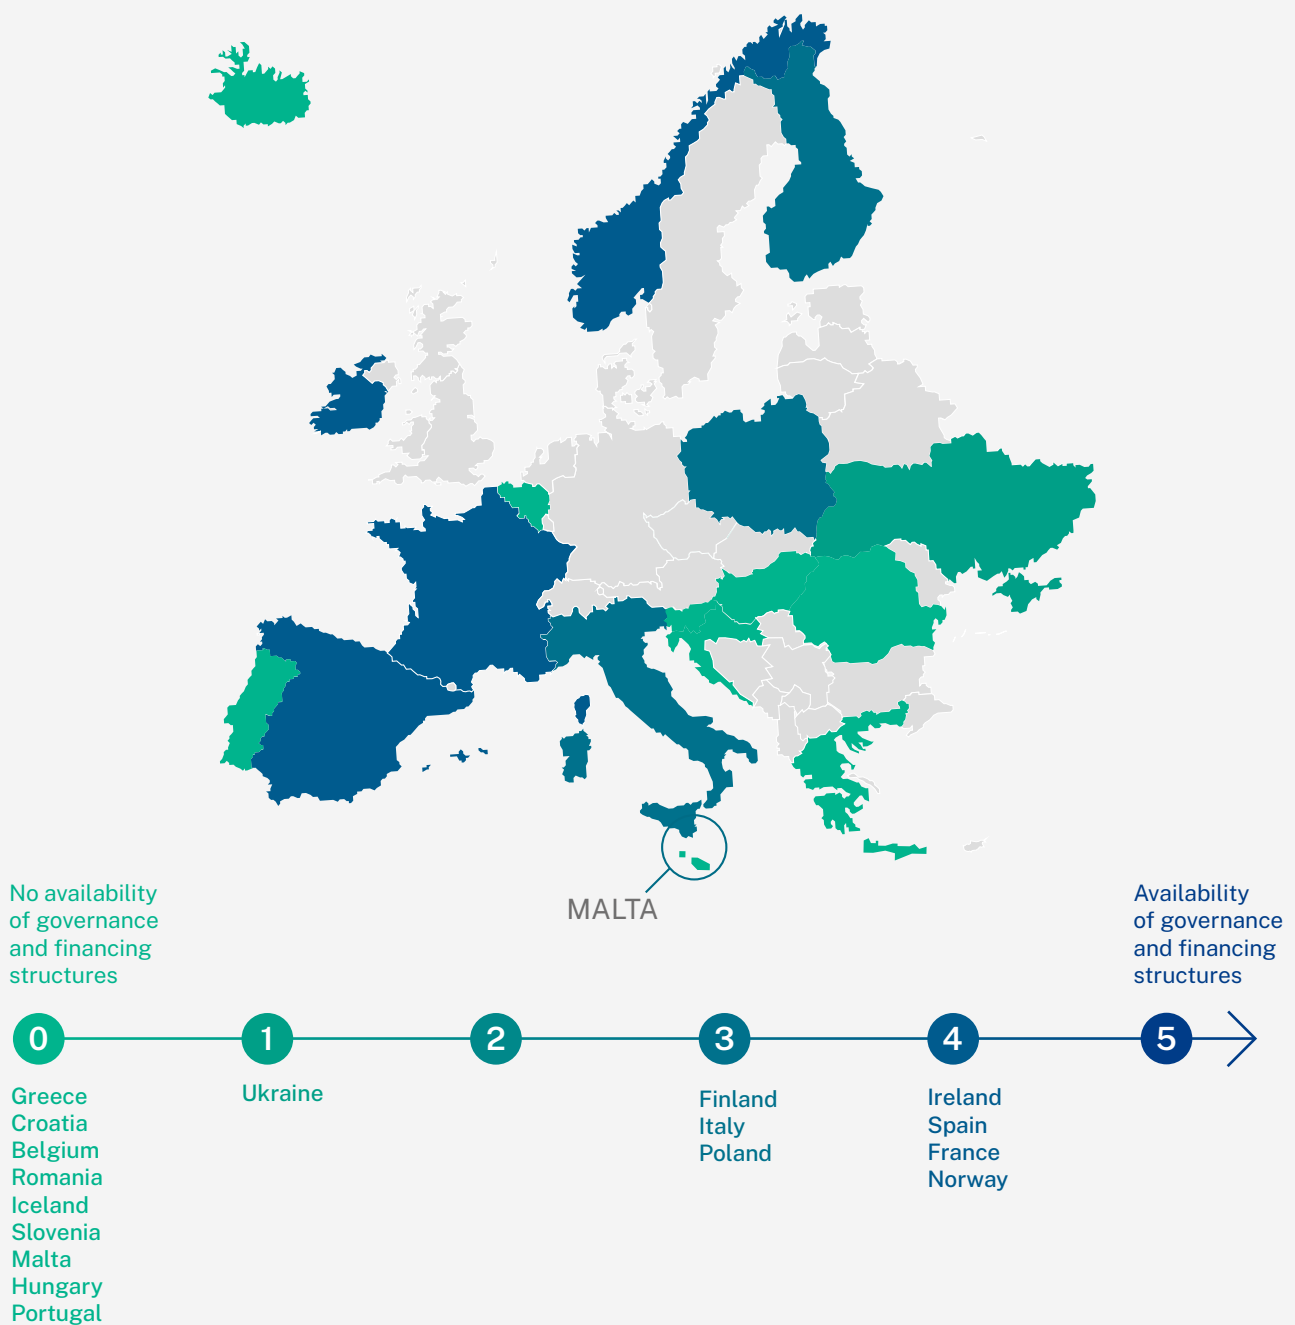 MALTA
No availability
of governance
and financing
structures
Availability
of governance
and financing
structures
0
1
2
3
4
5
Greece
Croatia
Belgium
Romania
Iceland
Slovenia
Malta
Hungary
Portugal
Ukraine
Finland
Italy
Poland
Ireland
Spain
France
Norway